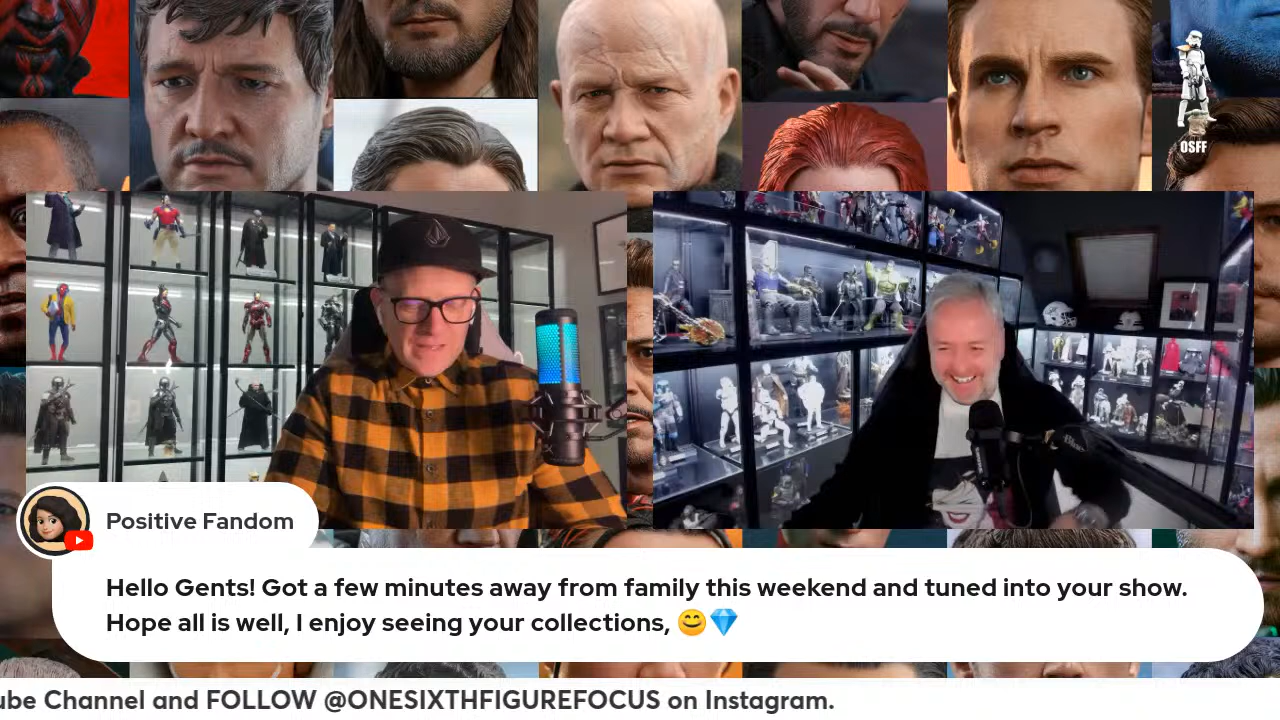 OSFF
Positive Fandom
Hello Gents! Got a few minutes away from family this weekend and tuned into your show.
Hope all is well, I enjoy seeing your collections, 😊💎
ube Channel and FOLLOW @ONESIXTHFIGUREFOCUS on Instagram.